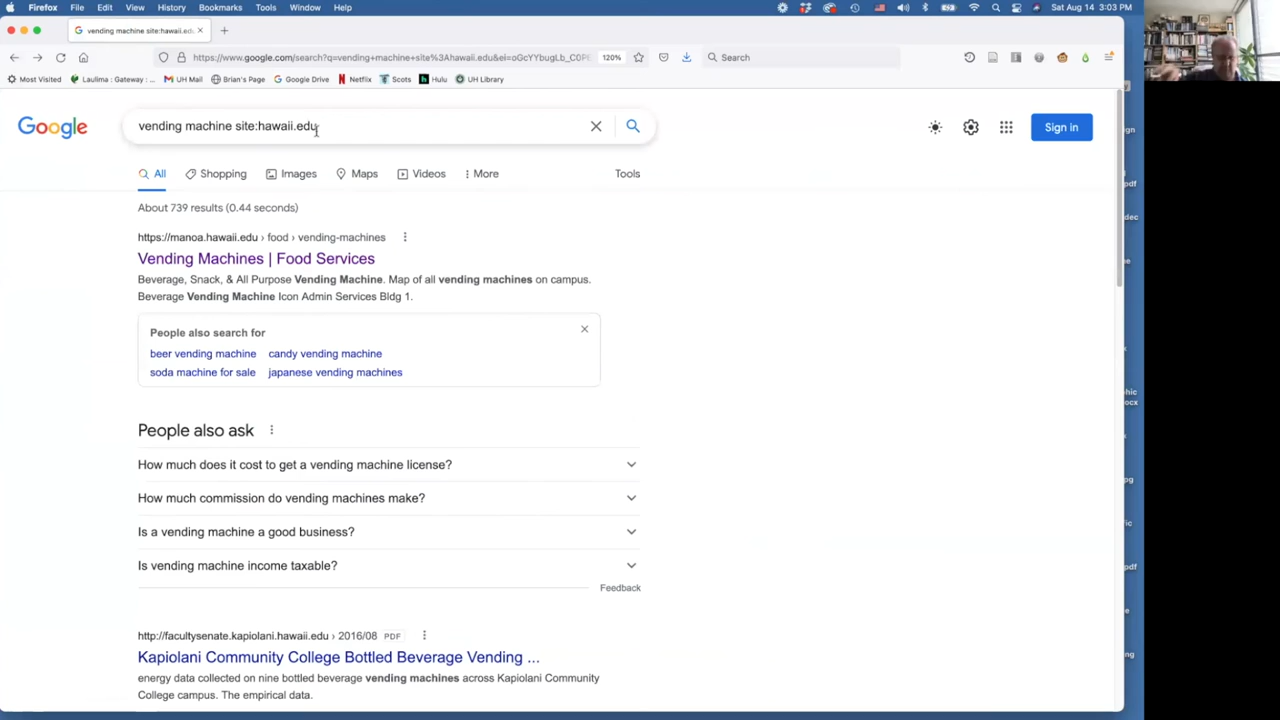 Firefox File Edit View History Bookmarks Tools Window Help Sat Aug 14 3:03 PM
vending machine site:hawaii.edu
https://www.google.com/search?q=vending+machine+site%3Ahawaii.edu&ei=oGcYYbugLb_C0PE 120% Search
Most Visited Laulima : Gateway : ... UH Mail Brian's Page Google Drive Netflix Scots Hulu UH Library
Google vending machine site:hawaii.edu Sign in
All Shopping Images Maps Videos More Tools
About 739 results (0.44 seconds)
https://manoa.hawaii.edu › food › vending-machines
Vending Machines | Food Services
Beverage, Snack, & All Purpose Vending Machine. Map of all vending machines on campus.
Beverage Vending Machine Icon Admin Services Bldg 1.
People also search for
beer vending machine candy vending machine
soda machine for sale japanese vending machines
People also ask
How much does it cost to get a vending machine license?
How much commission do vending machines make?
Is a vending machine a good business?
Is vending machine income taxable?
Feedback
http://facultysenate.kapiolani.hawaii.edu › 2016/08 PDF
Kapiolani Community College Bottled Beverage Vending ...
energy data collected on nine bottled beverage vending machines across Kapiolani Community
College campus. The empirical data.